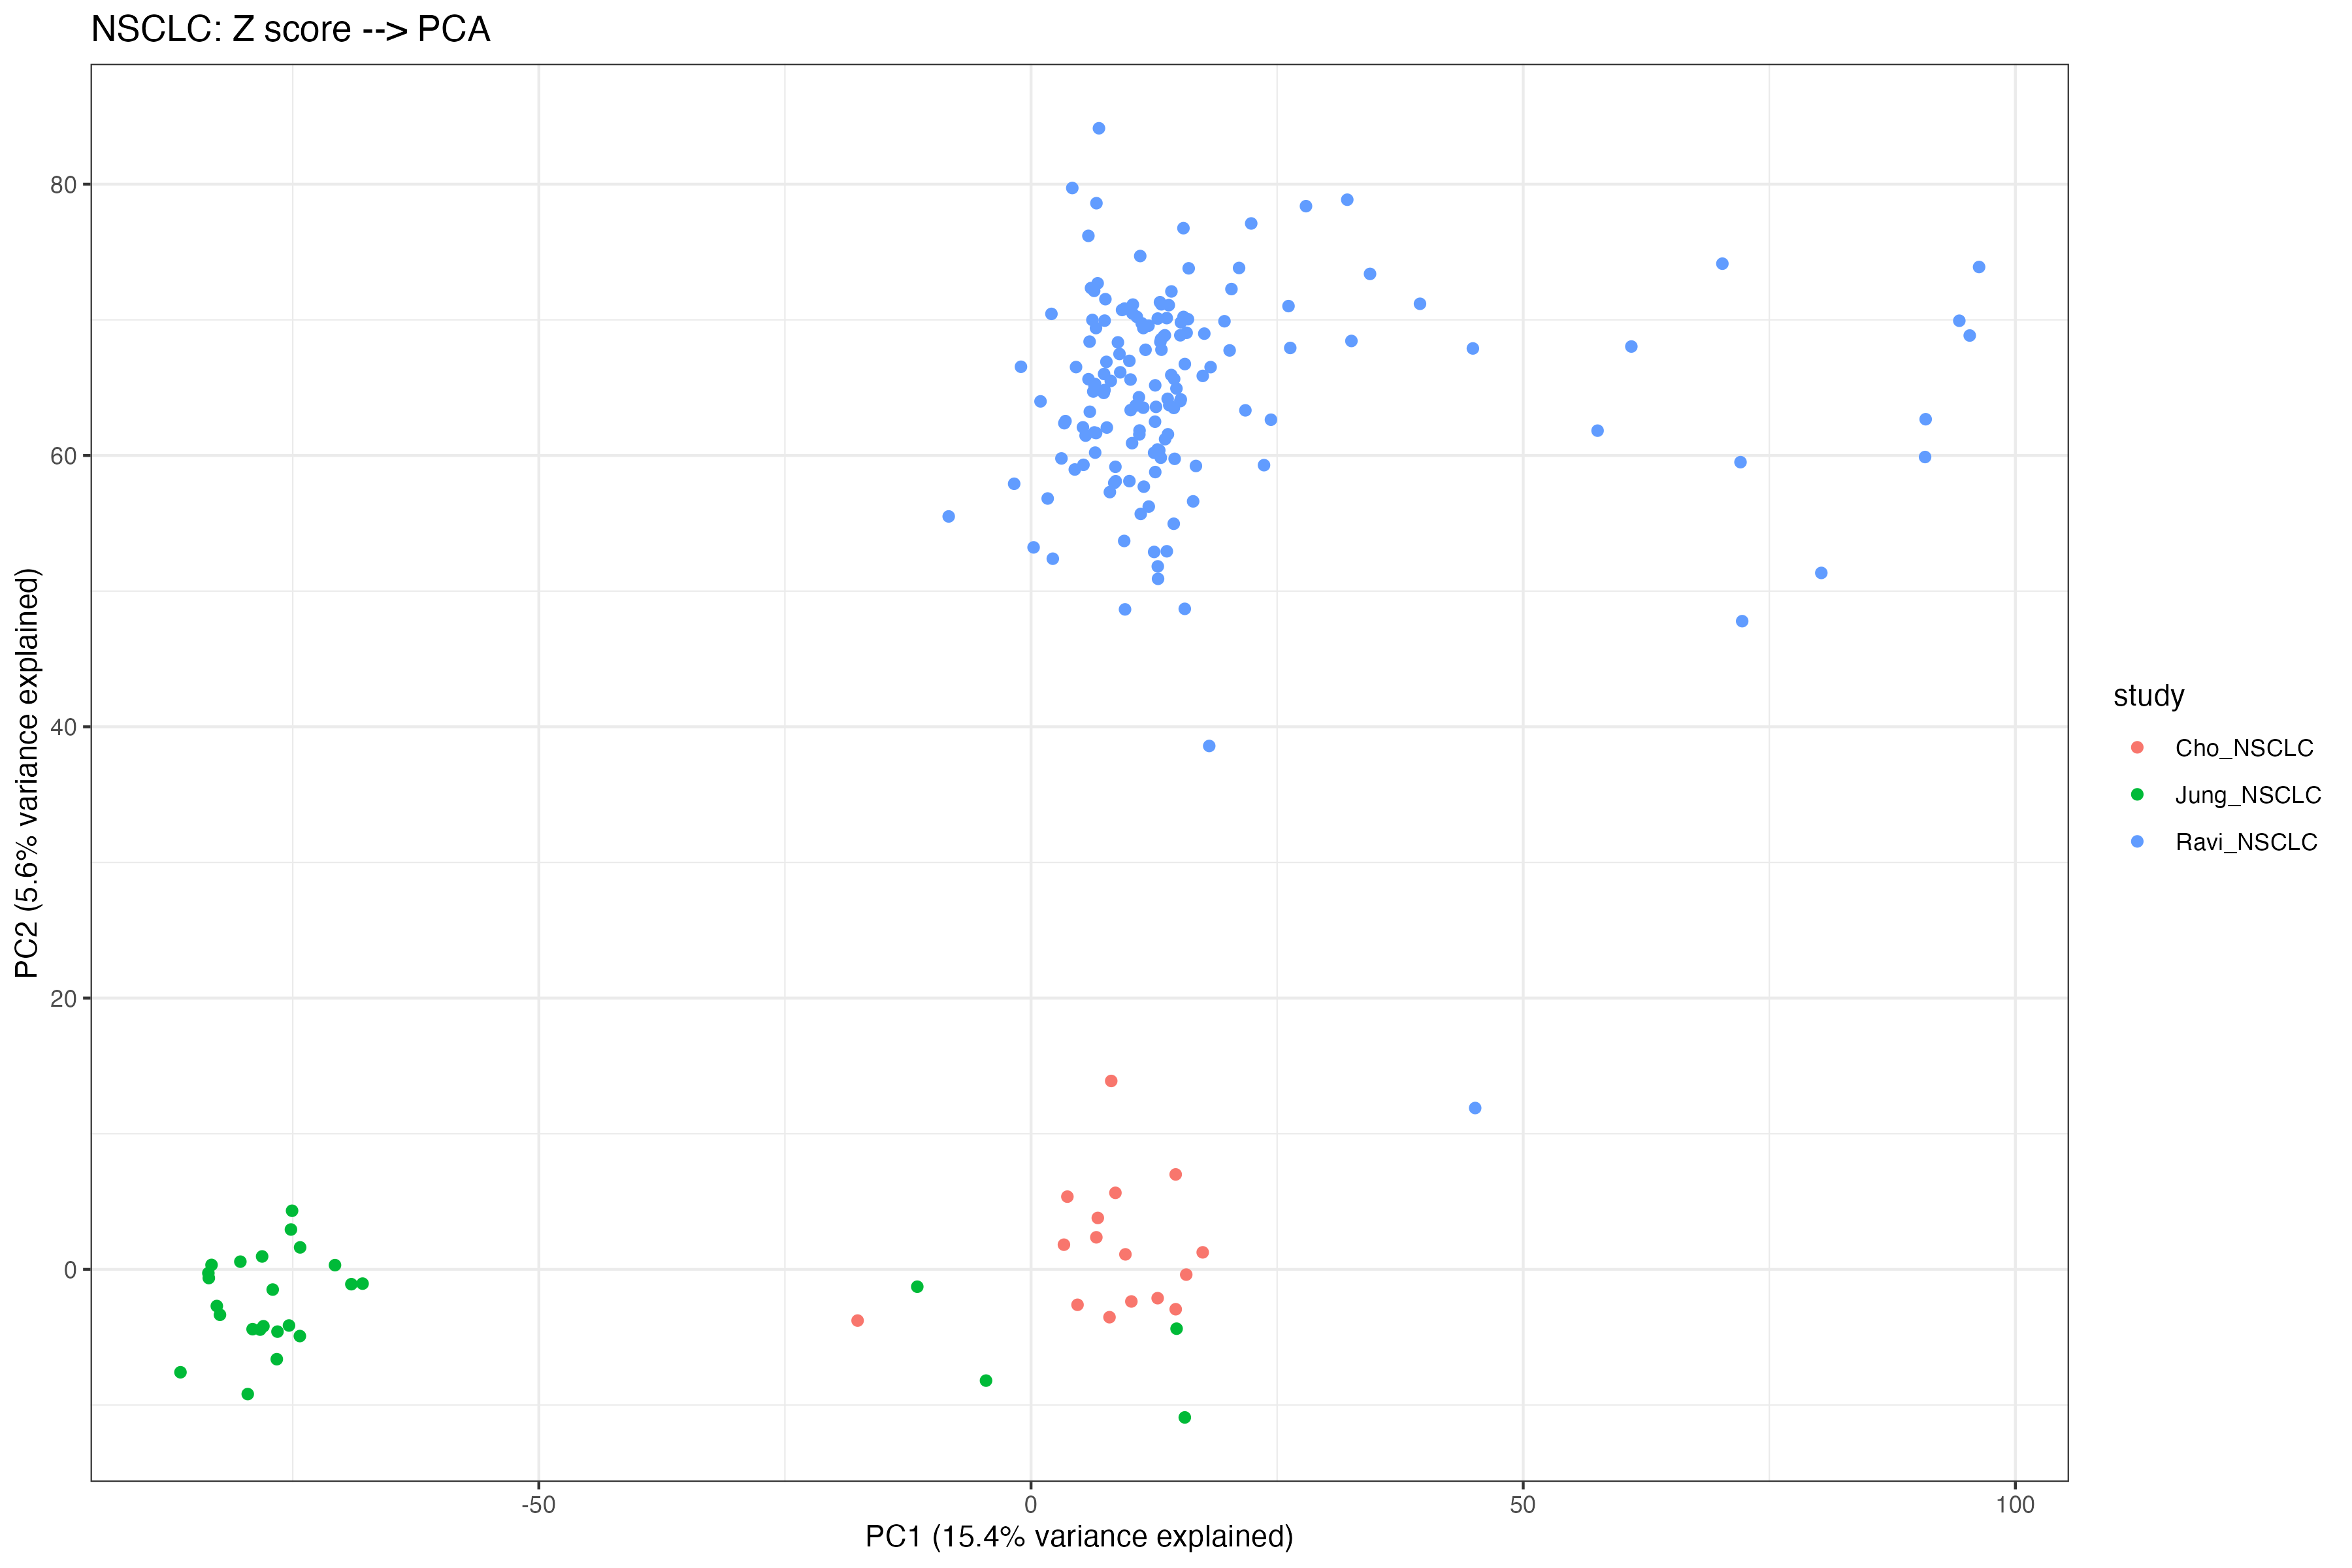 NSCLC: Z score --> PCA
PC2 (5.6% variance explained)
80
60
40
20
0
-50
0
50
100
PC1 (15.4% variance explained)
study
Cho_NSCLC
Jung_NSCLC
Ravi_NSCLC